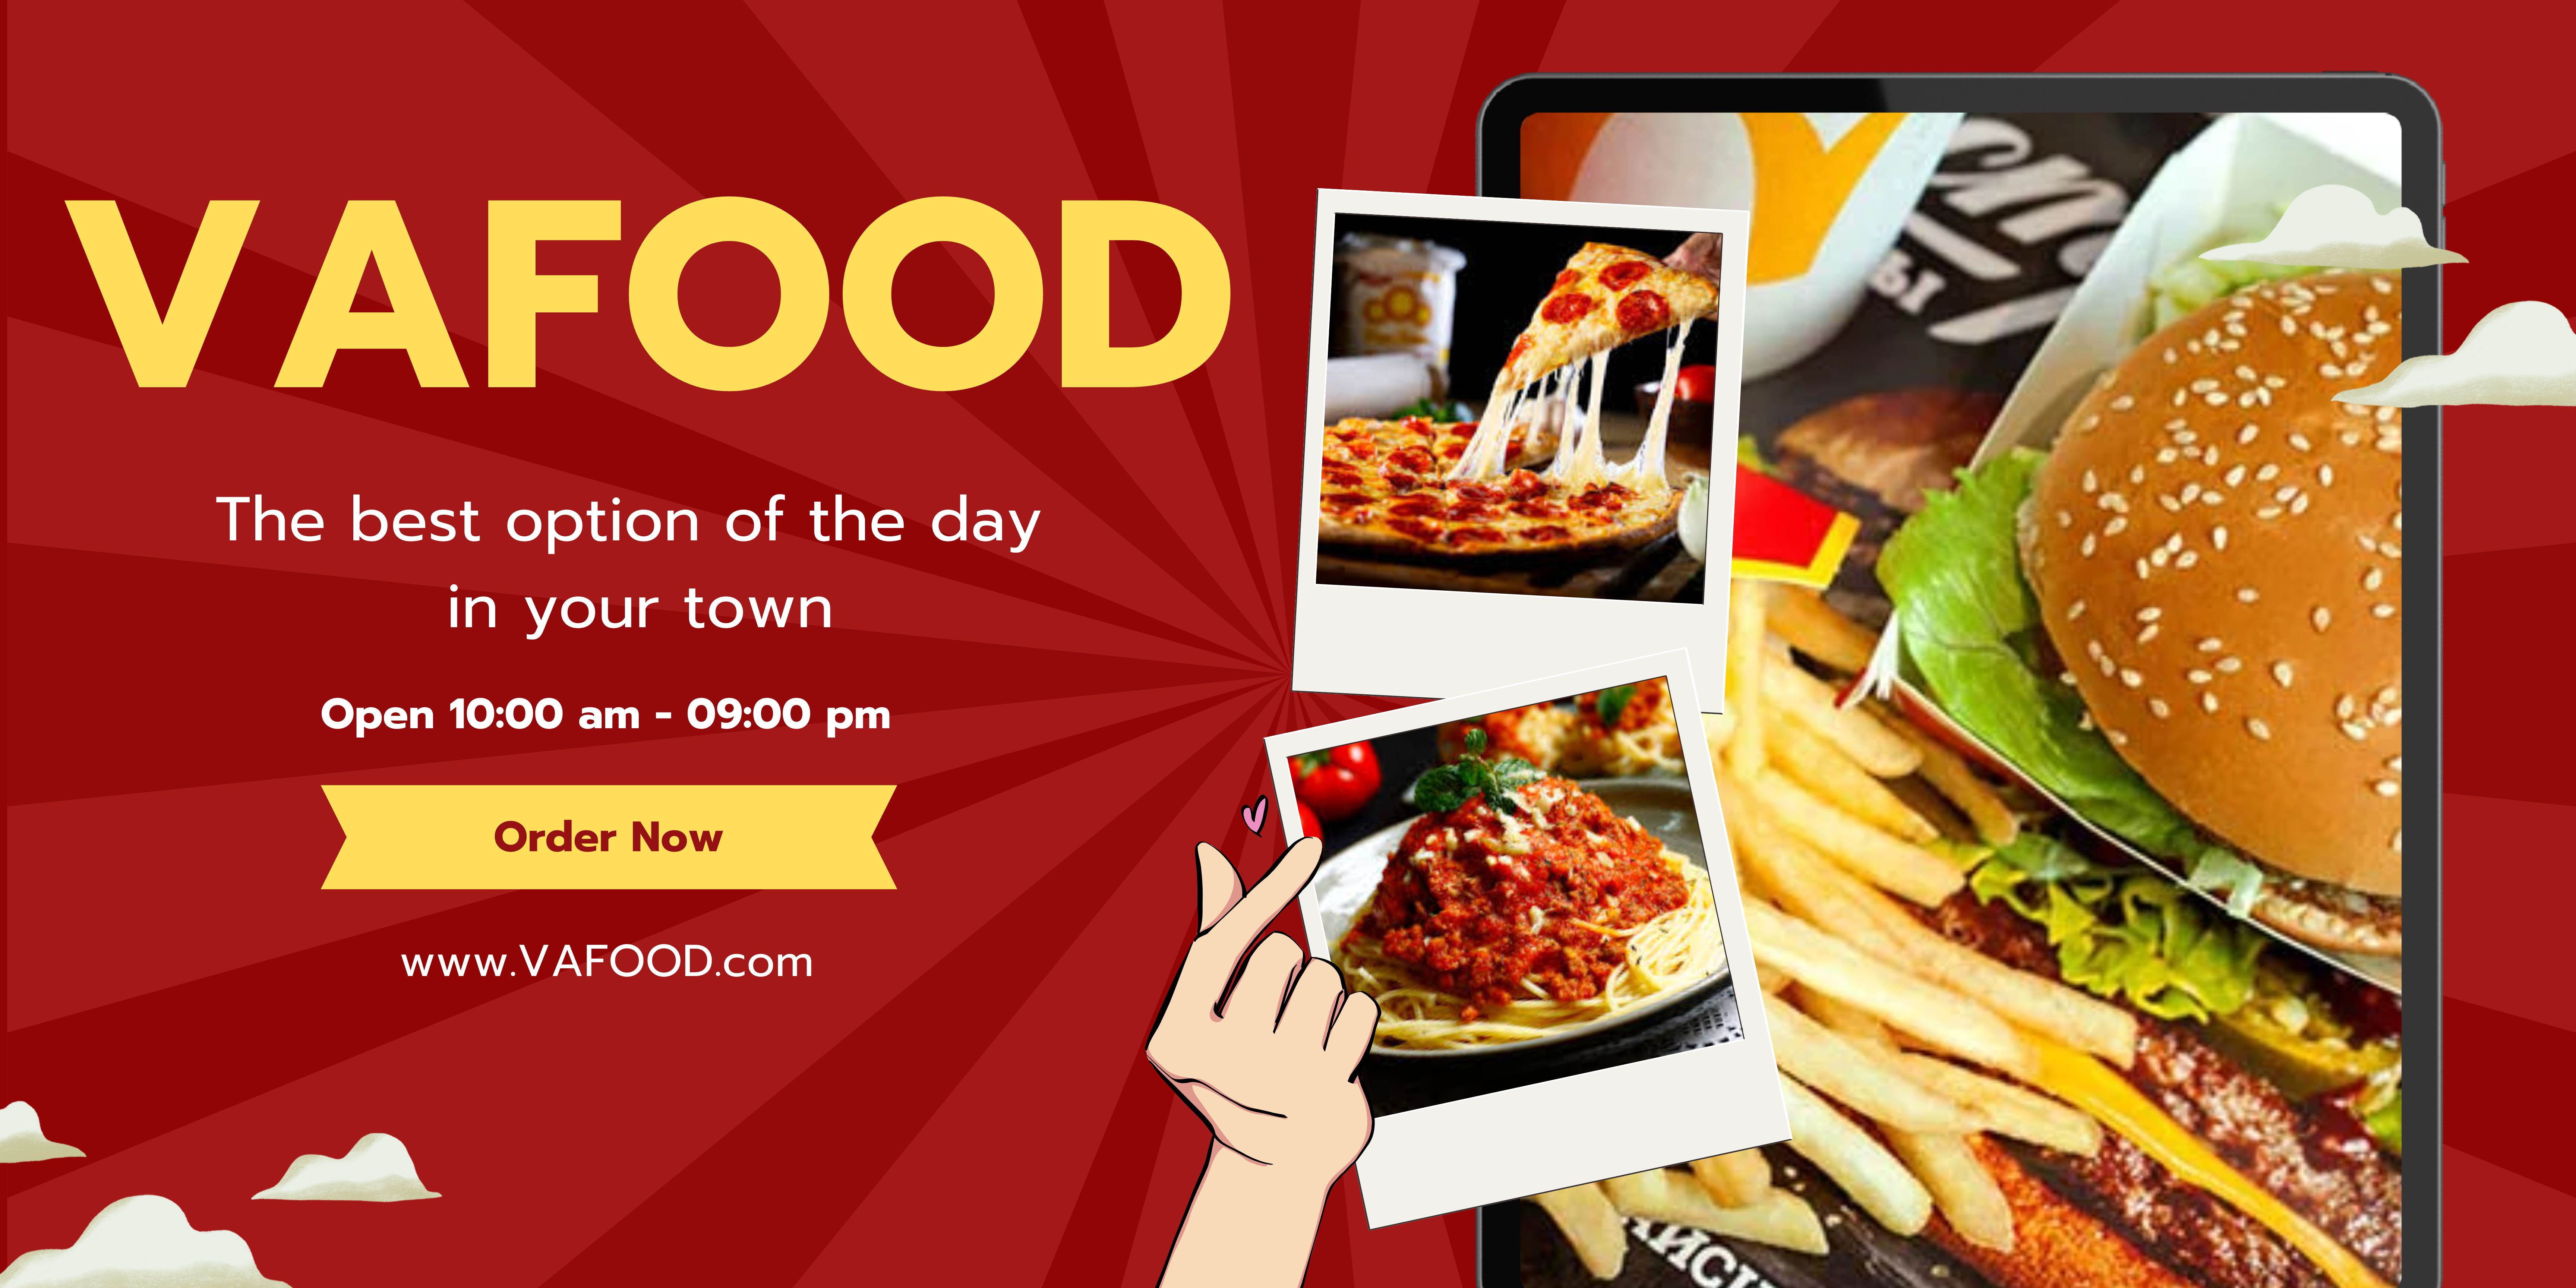 VAFOOD
The best option of the day
in your town
Open 10:00 am - 09:00 pm
Order Now
www.VAFOOD.com